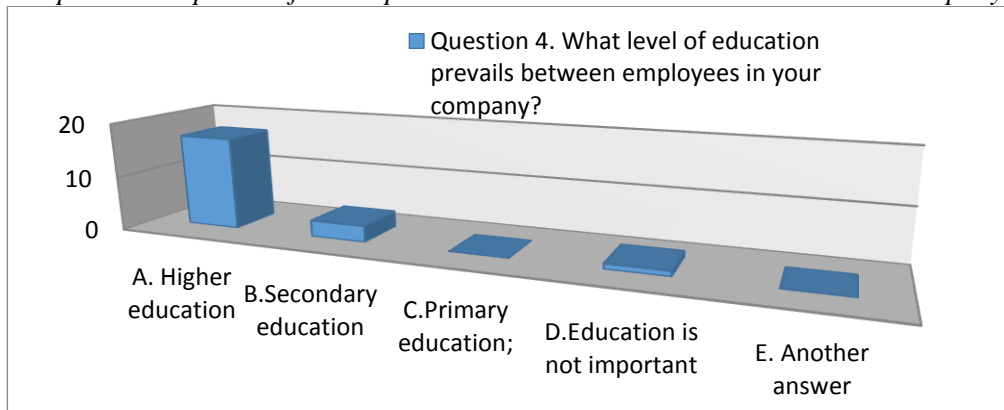 Question 4. What level of education
prevails between employees in your
company?
20
10
0
A. Higher
education
B.Secondary
education
C.Primary
education;
D.Education is
not important
E. Another
answer